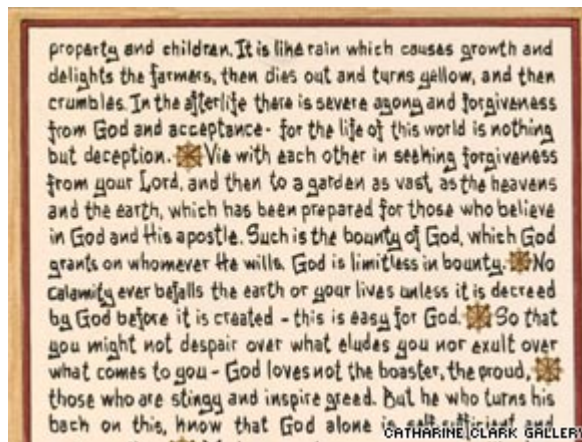 property and children. It is like rain which causes growth and
delights the farmers, then dies out and turns yellow, and then
crumbles. In the afterlife there is severe agony and forgiveness
from God and acceptance - for the life of this world is nothing
but deception. Vie with each other in seeking forgiveness
from your Lord, and then to a garden as vast as the heavens
and the earth, which has been prepared for those who believe
in God and His apostle. Such is the bounty of God, which God
grants on whomever He wills. God is limitless in bounty. No
calamity ever befalls the earth or your lives unless it is decreed
by God before it is created - this is easy for God. So that
you might not despair over what eludes you nor exult over
what comes to you - God loves not the boaster, the proud,
those who are stingy and inspire greed. But he who turns his
back on this, know that God alone is self-sufficient and
CATHARINE CLARK GALLERY